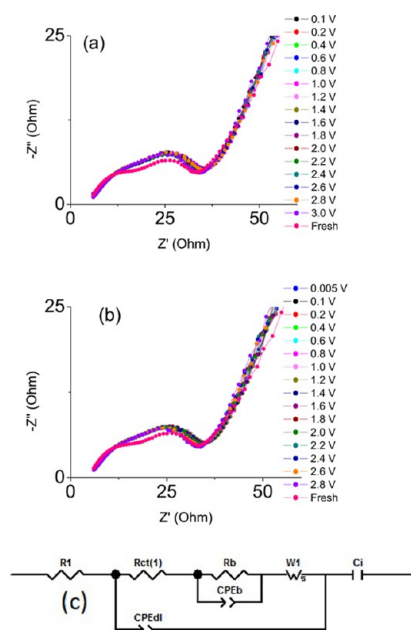 (a)
0.1 V
0.2 V
0.4 V
0.6 V
0.8 V
1.0 V
1.2 V
1.4 V
1.6 V
1.8 V
2.0 V
2.2 V
2.4 V
2.6 V
2.8 V
3.0 V
Fresh
25
0
-Z'' (Ohm)
0 25 50
Z' (Ohm)
(b)
0.005 V
0.1 V
0.2 V
0.4 V
0.6 V
0.8 V
1.0 V
1.2 V
1.4 V
1.6 V
1.8 V
2.0 V
2.2 V
2.4 V
2.6 V
2.8 V
Fresh
25
0
-Z'' (Ohm)
0 25 50
Z' (Ohm)
R1 Rct(1) Rb W1 Ci
s
CPEb
(c)
CPEdl